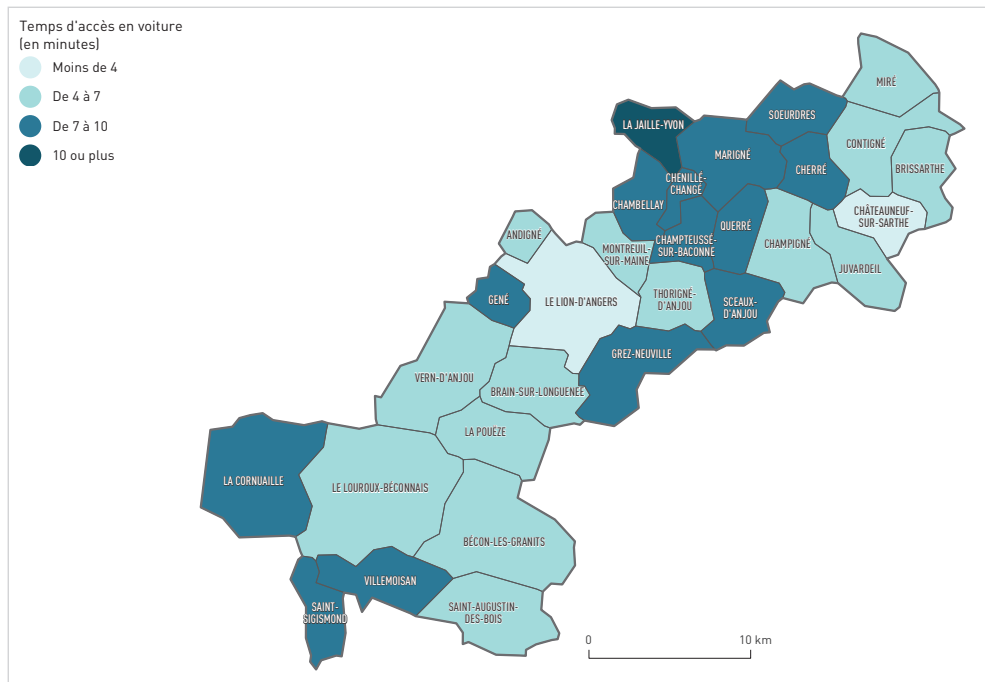 Temps d'accès en voiture
(en minutes)
Moins de 4
De 4 à 7
De 7 à 10
10 ou plus
MIRÉ
SOEURDRES
LA JAILLE-YVON
CONTIGNÉ
MARIGNÉ
BRISSARTHE
CHERRÉ
CHENILLÉ-
CHANGÉ
CHAMBELLAY
CHÂTEAUNEUF-
SUR-SARTHE
QUERRÉ
ANDIGNÉ
CHAMPTEUSSÉ-
SUR-BACONNE
CHAMPIGNÉ
MONTREUIL-
SUR-MAINE
JUVARDEIL
GENÉ
LE LION-D'ANGERS
THORIGNÉ-
D'ANJOU
SCEAUX-
D'ANJOU
GREZ-NEUVILLE
VERN-D'ANJOU
BRAIN-SUR-LONGUENÉE
LA POUËZE
LA CORNUAILLE
LE LOUROUX-BÉCONNAIS
BÉCON-LES-GRANITS
VILLEMOISAN
SAINT-
SIGISMOND
SAINT-AUGUSTIN-
DES-BOIS
0
10 km